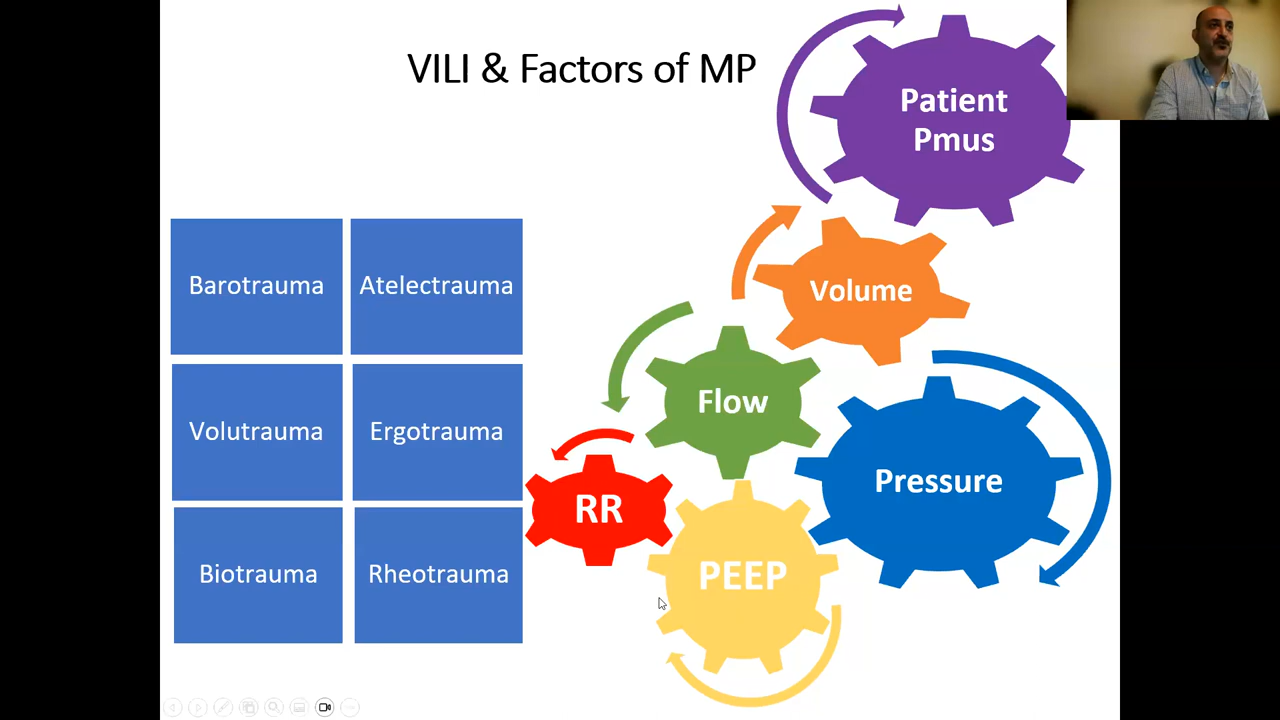 VILI & Factors of MP
Patient
Pmus
Volume
Flow
Pressure
RR
PEEP
Barotrauma
Atelectrauma
Volutrauma
Ergotrauma
Biotrauma
Rheotrauma